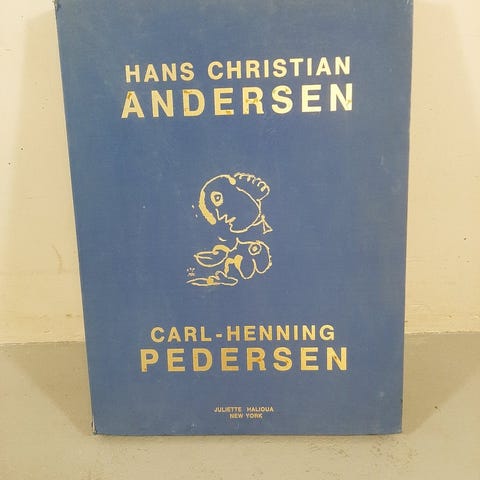 HANS CHRISTIAN
ANDERSEN
CARL-HENNING
PEDERSEN
JULIETTE HALIOUA
NEW YORK